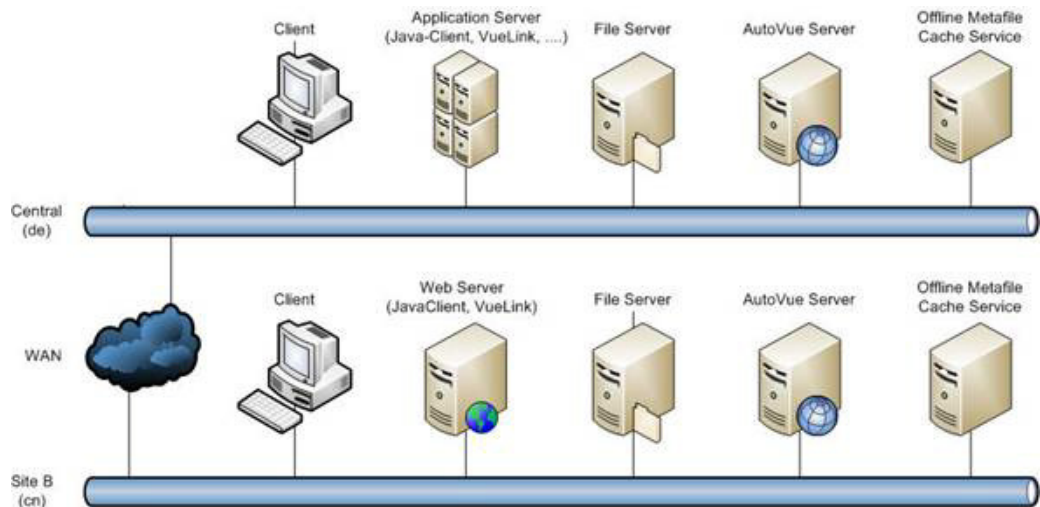 Client
Application Server
(Java-Client, VueLink, ....)
File Server
AutoVue Server
Offline Metafile
Cache Service
Central
(de)
WAN
Client
Web Server
(JavaClient, VueLink)
File Server
AutoVue Server
Offline Metafile
Cache Service
Site B
(cn)